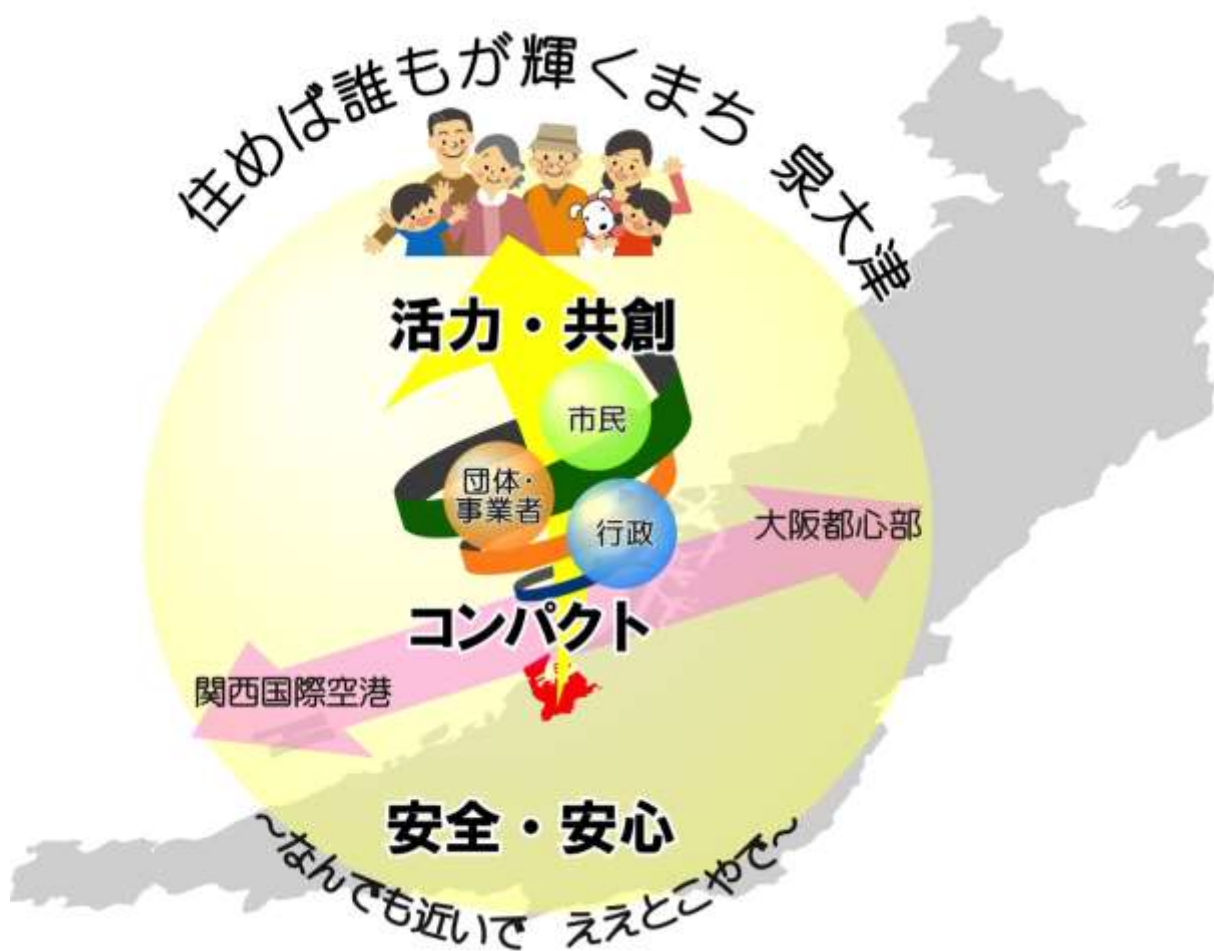 住めば誰もが輝くまち 泉大津
活力・共創
市民
団体・
事業者
行政
大阪都心部
コンパクト
関西国際空港
安全・安心
～なんでも近いで ええとこやで～